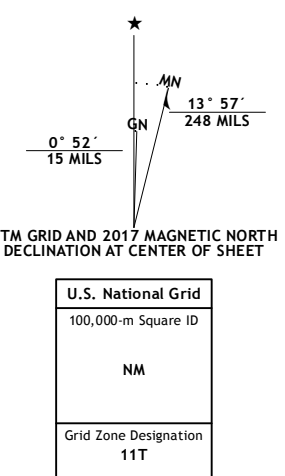 ★
MN
GN
13° 57´
248 MILS
0° 52´
15 MILS
TM GRID AND 2017 MAGNETIC NORTH
DECLINATION AT CENTER OF SHEET
U.S. National Grid
100,000-m Square ID
NM
Grid Zone Designation
11T